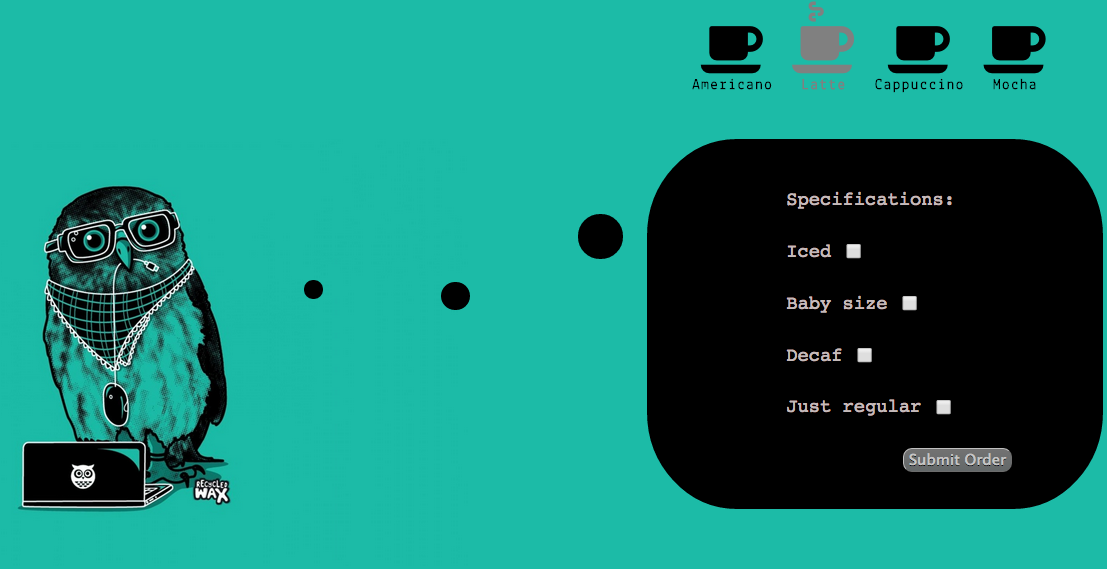 Americano Latte Cappuccino Mocha
Specifications:
Iced
Baby size
Decaf
Just regular
Submit Order
RECYCLED
WAX